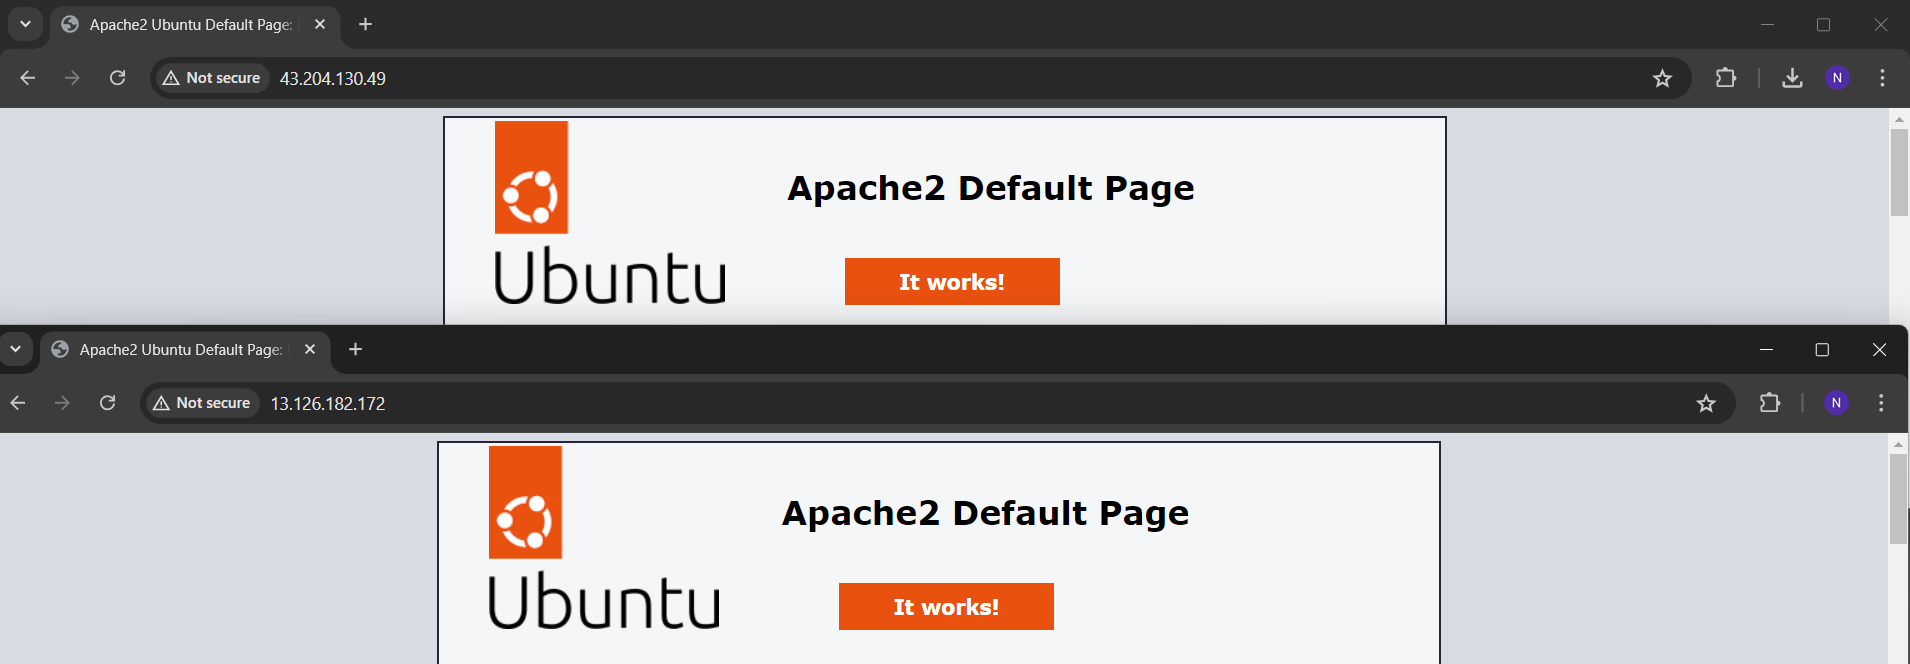 Apache2 Ubuntu Default Page:
Not secure
43.204.130.49
N
Apache2 Default Page
Ubuntu
It works!
Apache2 Ubuntu Default Page:
Not secure
13.126.182.172
N
Apache2 Default Page
Ubuntu
It works!